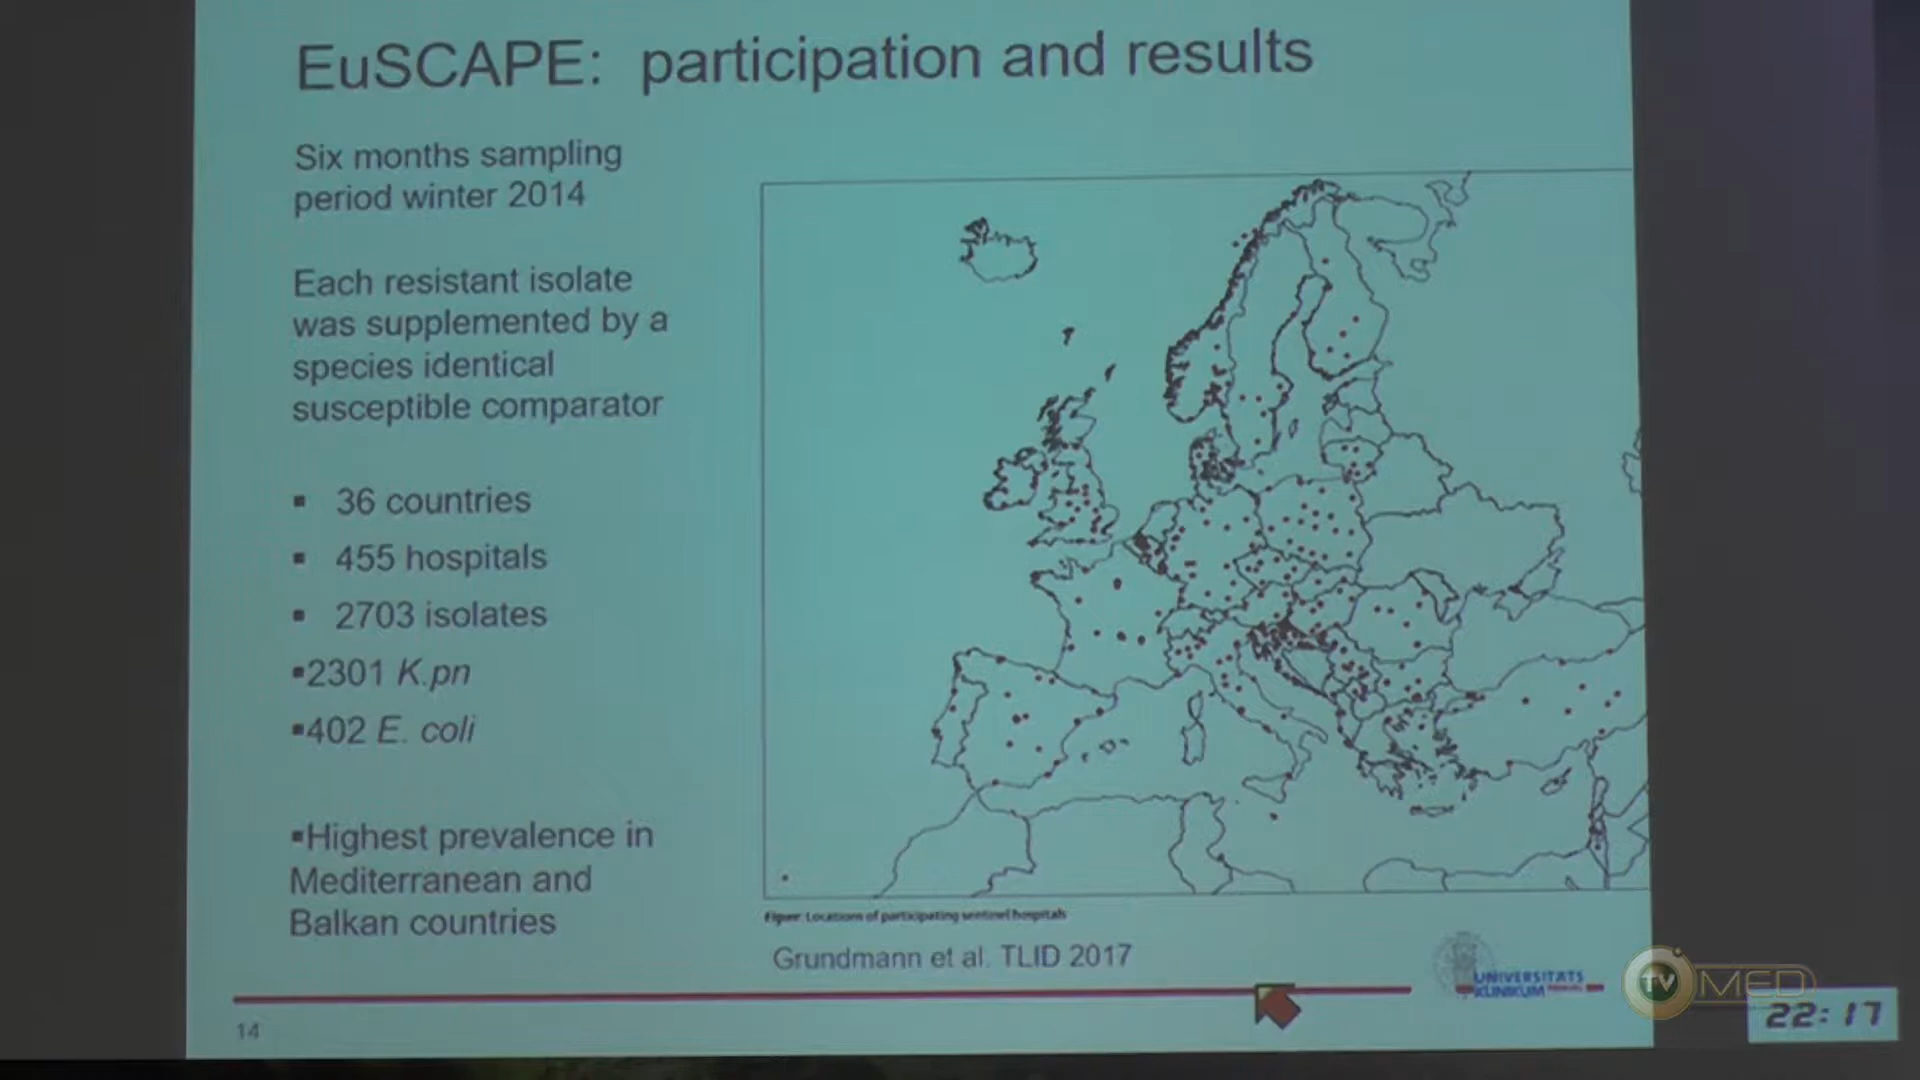 EuSCAPE: participation and results
Six months sampling
period winter 2014
Each resistant isolate
was supplemented by a
species identical
susceptible comparator
▪ 36 countries
▪ 455 hospitals
▪ 2703 isolates
▪2301 K.pn
▪402 E. coli
▪Highest prevalence in
Mediterranean and
Balkan countries
Figure: Locations of participating sentinel hospitals
Grundmann et al. TLID 2017
UNIVERSITATS
KLINIKUM
14
TV MED
22:17